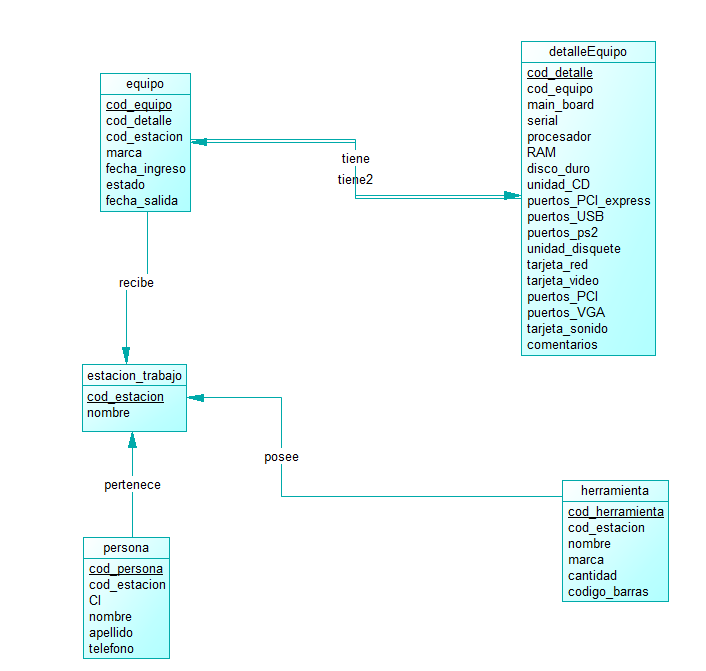 equipo
cod_equipo
cod_detalle
cod_estacion
marca
fecha_ingreso
estado
fecha_salida
detalleEquipo
cod_detalle
cod_equipo
main_board
serial
procesador
RAM
disco_duro
unidad_CD
puertos_PCI_express
puertos_USB
puertos_ps2
unidad_disquete
tarjeta_red
tarjeta_video
puertos_PCI
puertos_VGA
tarjeta_sonido
comentarios
tiene
tiene2
recibe
estacion_trabajo
cod_estacion
nombre
posee
pertenece
persona
cod_persona
cod_estacion
CI
nombre
apellido
telefono
herramienta
cod_herramienta
cod_estacion
nombre
marca
cantidad
codigo_barras